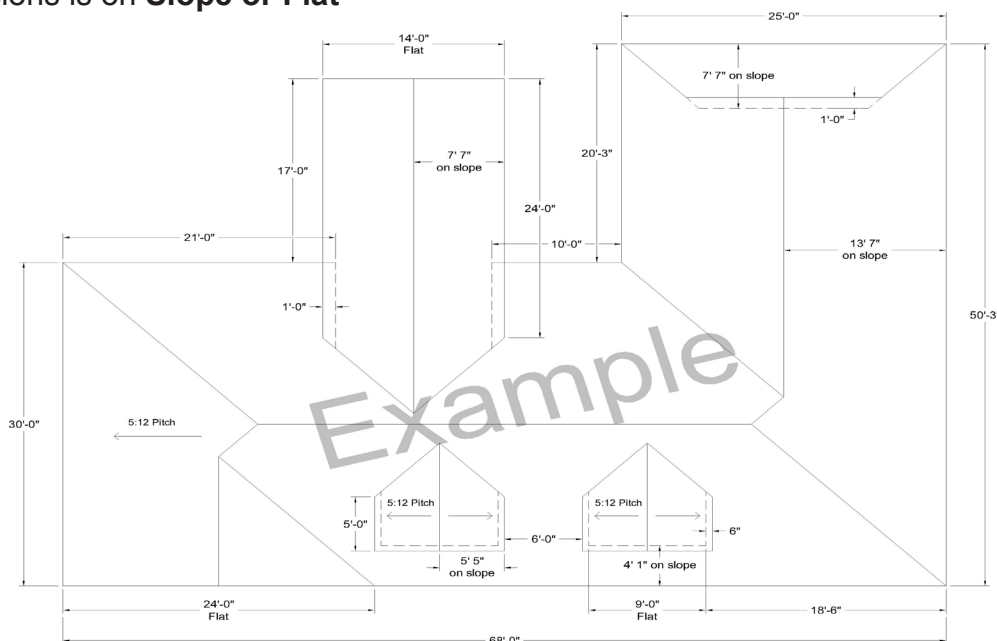 Slope or Flat
25'-0"
14'-0"
Flat
7' 7" on slope
1'-0"
17'-0"
7' 7"
on slope
20'-3"
24'-0"
21'-0"
10'-0"
13' 7"
on slope
1'-0"
50'-3
Example
30'-0"
5:12 Pitch
5:12 Pitch
5:12 Pitch
5'-0"
6'-0"
6"
5' 5"
on slope
4' 1" on slope
24'-0"
Flat
9'-0"
Flat
18'-6"
68'-0"